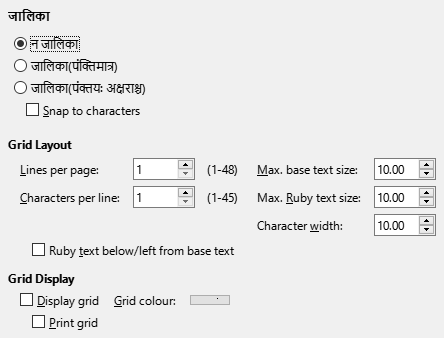 जालिका
न जालिका
जालिका(पंक्तिमात्र)
जालिका(पंक्तयः अक्षराश्च)
Snap to characters
Grid Layout
Lines per page: 1 (1-48) Max. base text size: 10.00
Characters per line: 1 (1-45) Max. Ruby text size: 10.00
Character width: 10.00
Ruby text below/left from base text
Grid Display
Display grid Grid colour:
Print grid